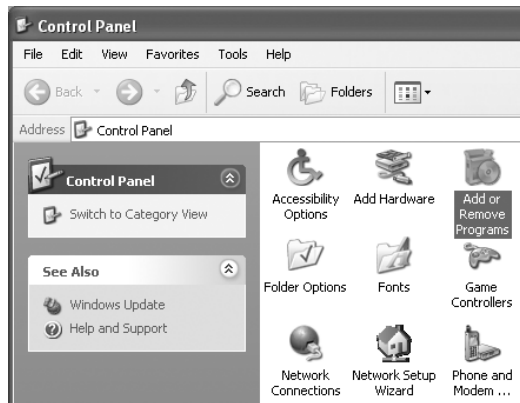 Control Panel
File Edit View Favorites Tools Help
Back Search Folders
Address Control Panel
Control Panel
Switch to Category View
See Also
Windows Update
Help and Support
Accessibility Options
Add Hardware
Add or Remove Programs
Folder Options
Fonts
Game Controllers
Network Connections
Network Setup Wizard
Phone and Modem ...